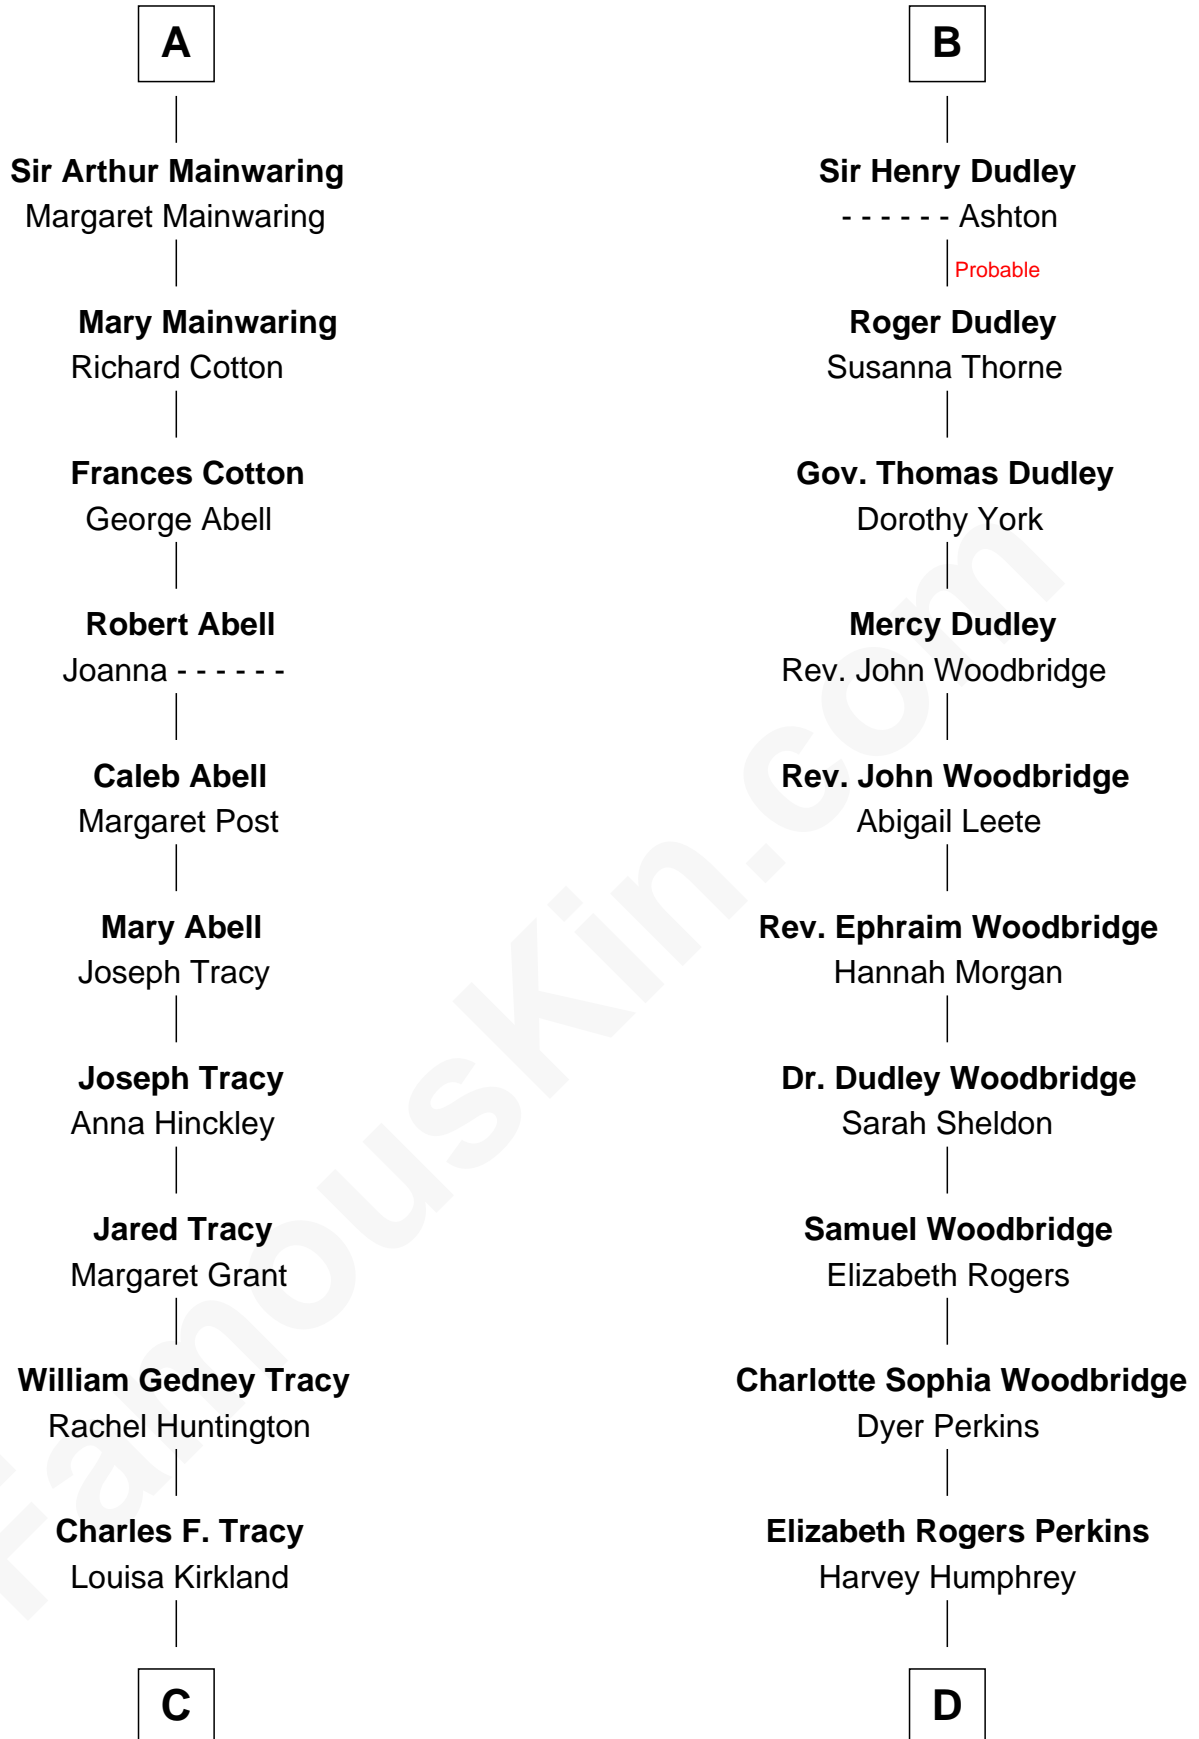 A
Sir Arthur Mainwaring
Margaret Mainwaring
Mary Mainwaring
Richard Cotton
Frances Cotton
George Abell
Robert Abell
Joanna - - - - - -
Caleb Abell
Margaret Post
Mary Abell
Joseph Tracy
Joseph Tracy
Anna Hinckley
Jared Tracy
Margaret Grant
William Gedney Tracy
Rachel Huntington
Charles F. Tracy
Louisa Kirkland
C
B
Sir Henry Dudley
- - - - - - Ashton
Probable
Roger Dudley
Susanna Thorne
Gov. Thomas Dudley
Dorothy York
Mercy Dudley
Rev. John Woodbridge
Rev. John Woodbridge
Abigail Leete
Rev. Ephraim Woodbridge
Hannah Morgan
Dr. Dudley Woodbridge
Sarah Sheldon
Samuel Woodbridge
Elizabeth Rogers
Charlotte Sophia Woodbridge
Dyer Perkins
Elizabeth Rogers Perkins
Harvey Humphrey
D
FamousKin.com